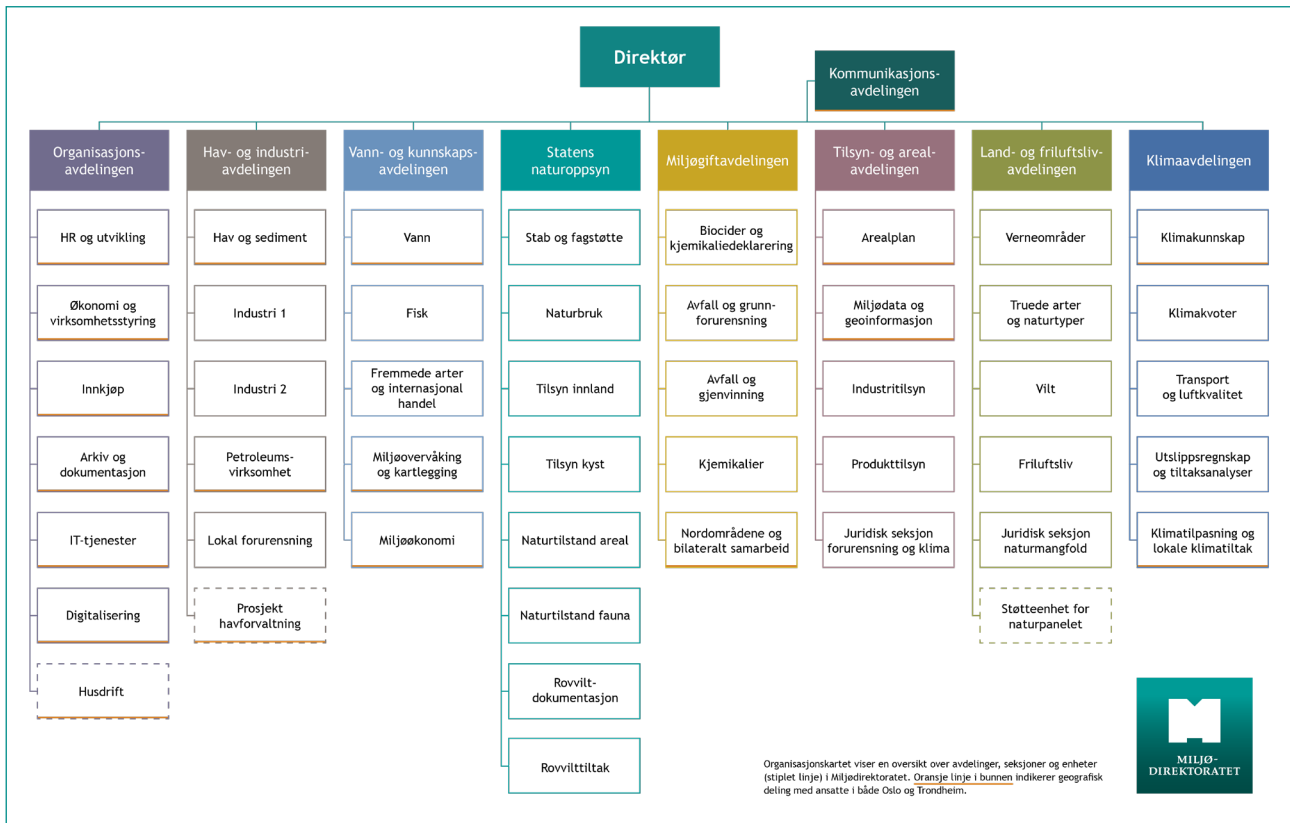 Direktør
Kommunikasjons-
avdelingen
Organisasjons-
avdelingen
HR og utvikling
Økonomi og
virksomhetsstyring
Innkjøp
Arkiv og
dokumentasjon
IT-tjenester
Digitalisering
Husdrift
Hav- og industri-
avdelingen
Hav og sediment
Industri 1
Industri 2
Petroleums-
virksomhet
Lokal forurensning
Prosjekt
havforvaltning
Vann- og kunnskaps-
avdelingen
Vann
Fisk
Fremmede arter
og internasjonal
handel
Miljøovervåking
og kartlegging
Miljøøkonomi
Statens
naturoppsyn
Stab og fagstøtte
Naturbruk
Tilsyn innland
Tilsyn kyst
Naturtilstand areal
Naturtilstand fauna
Rovvilt-
dokumentasjon
Rovvilttiltak
Miljøgiftavdelingen
Biocider og
kjemikaliedeklarering
Avfall og grunn-
forurensning
Avfall og
gjenvinning
Kjemikalier
Nordområdene og
bilateralt samarbeid
Tilsyn- og areal-
avdelingen
Arealplan
Miljødata og
geoinformasjon
Industritilsyn
Produkttilsyn
Juridisk seksjon
forurensning og klima
Land- og friluftsliv-
avdelingen
Verneområder
Truede arter
og naturtyper
Vilt
Friluftsliv
Juridisk seksjon
naturmangfold
Støtteenhet for
naturpanelet
Klimaavdelingen
Klimakunnskap
Klimakvoter
Transport
og luftkvalitet
Utslippsregnskap
og tiltaksanalyser
Klimatilpasning og
lokale klimatiltak
Organisasjonskartet viser en oversikt over avdelinger, seksjoner og enheter
(stiplet linje) i Miljødirektoratet. Oransje linje i bunnen indikerer geografisk
deling med ansatte i både Oslo og Trondheim.
MILJØ-
DIREKTORATET